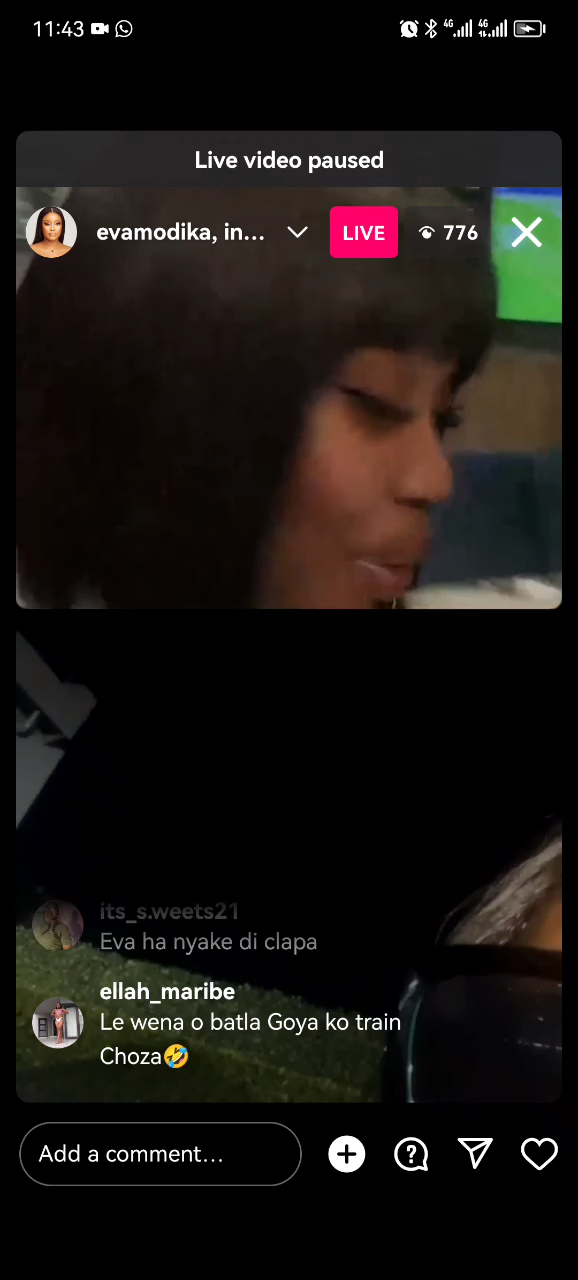 11:43
4G
4G
Live video paused
evamodika, in...
LIVE
776
its_s.weets21
Eva ha nyake di clapa
ellah_maribe
Le wena o batla Goya ko train
Choza🤣
Add a comment...